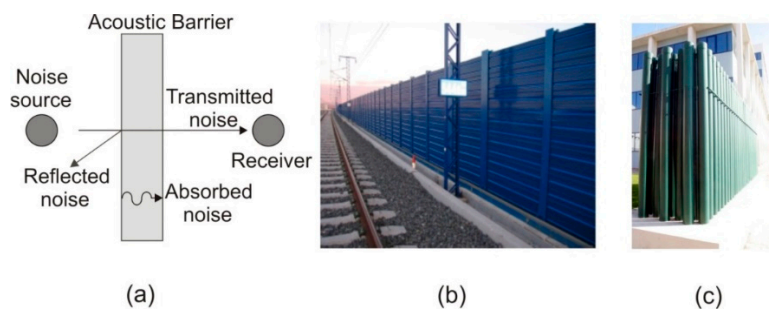 Acoustic Barrier
Noise
source
Transmitted
noise
Receiver
Reflected
noise
Absorbed
noise
(a)
(b)
(c)